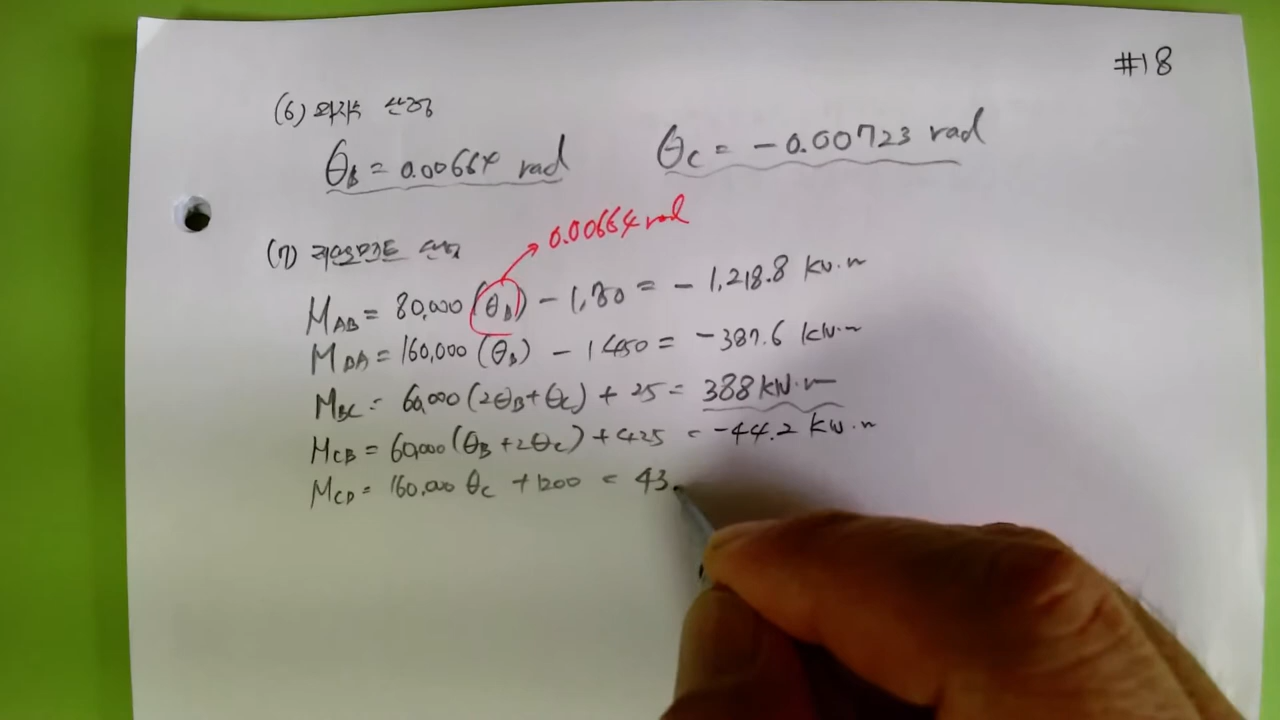 #18
(6) 회전각 산정
θB = 0.00664 rad θC = -0.00723 rad
0.00664 rad
(7) 재단모멘트 산정
MAB = 80,000 (θB) - 1,750 = - 1,218.8 kN.m
MBA = 160,000 (θB) - 1450 = -387.6 kN.m
MBC = 60,000 (2θB+θC) + 25 = 388 kN.m
MCB = 60,000 (θB+2θC) + 425 = -44.2 kN.m
MCD = 160,000 θC + 1200 = 43.